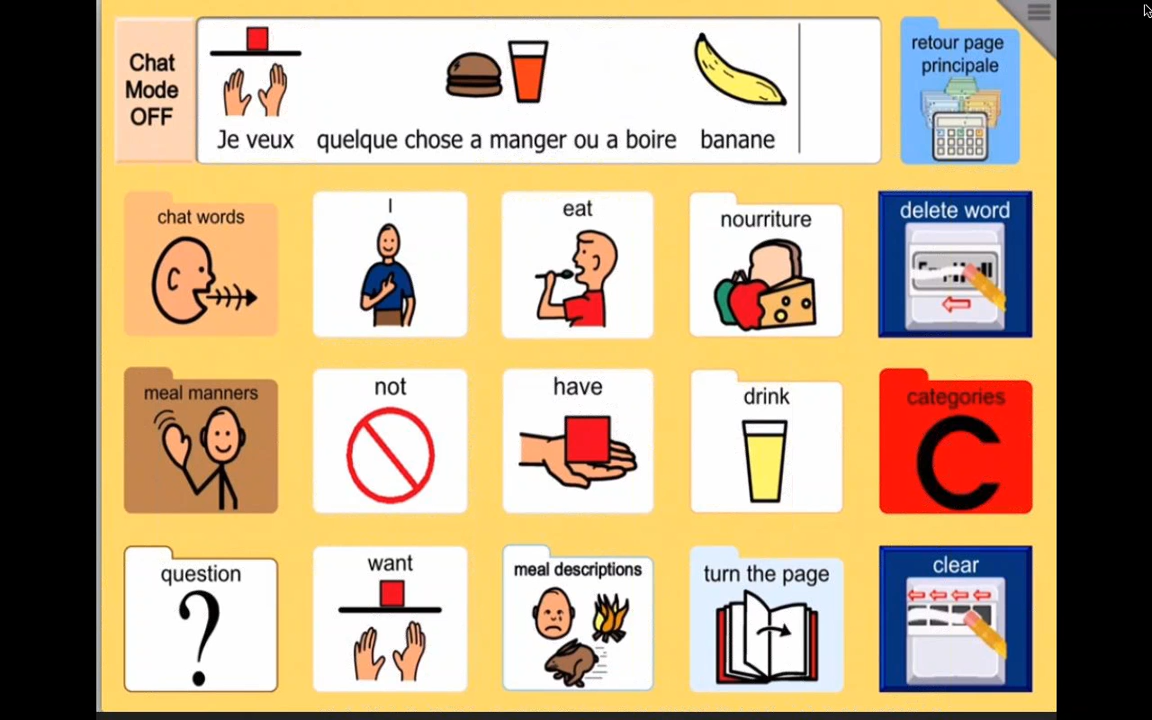 Chat
Mode
OFF
Je veux quelque chose a manger ou a boire banane
retour page
principale
chat words
I
eat
nourriture
delete word
meal manners
not
have
drink
categories
C
question
?
want
meal descriptions
turn the page
clear